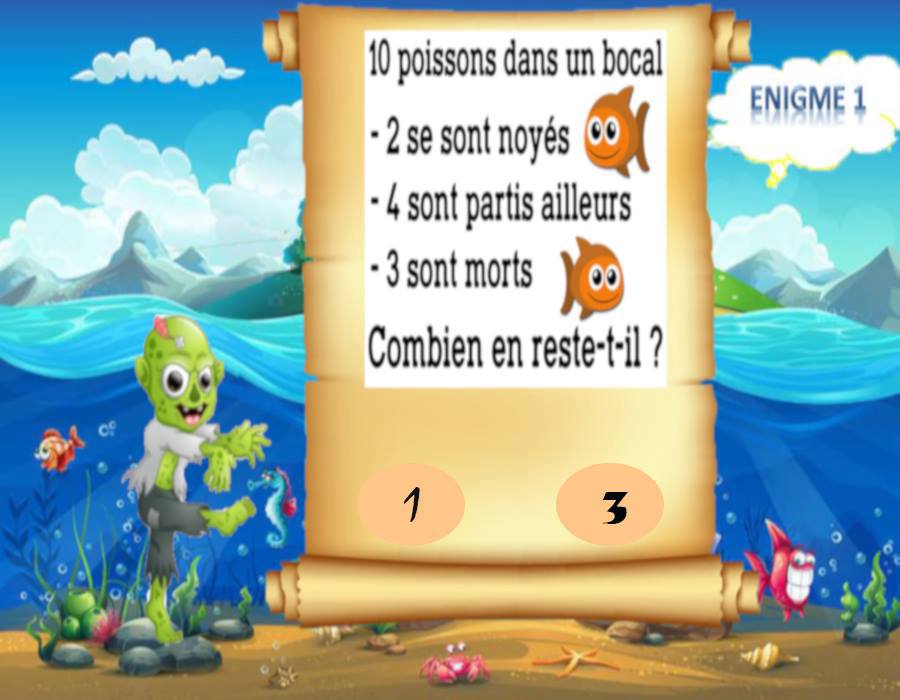 10 poissons dans un bocal
ENIGME 1
- 2 se sont noyés
- 4 sont partis ailleurs
- 3 sont morts
Combien en reste-t-il ?
1
3